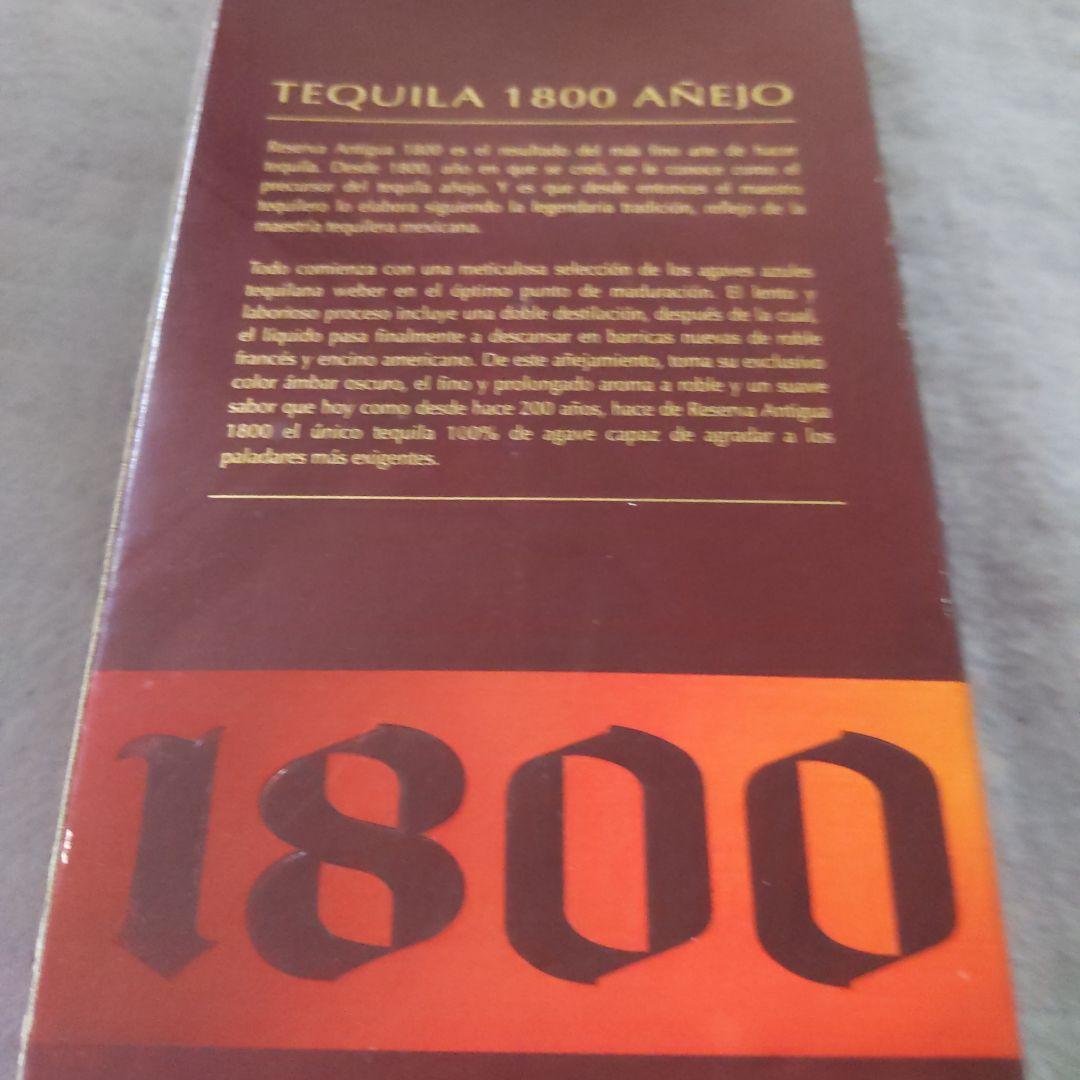 TEQUILA 1800 AÑEJO
Reserva Antigua 1800 es el resultado del más fino arte de hacer
tequila. Desde 1800, año en que se creó, se le conoce como el
precursor del tequila añejo. Y es que desde entonces el maestro
tequilero lo elabora siguiendo la legendaria tradición, reflejo de la
maestría tequilera mexicana.
Todo comienza con una meticulosa selección de los agaves azules
tequilana weber en el óptimo punto de maduración. El lento y
laborioso proceso incluye una doble destilación, después de la cual,
el líquido pasa finalmente a descansar en barricas nuevas de roble
francés y encino americano. De este añejamiento, toma su exclusivo
color ámbar oscuro, el fino y prolongado aroma a roble y un suave
sabor que hoy como desde hace 200 años, hace de Reserva Antigua
1800 el único tequila 100% de agave capaz de agradar a los
paladares más exigentes.
1800